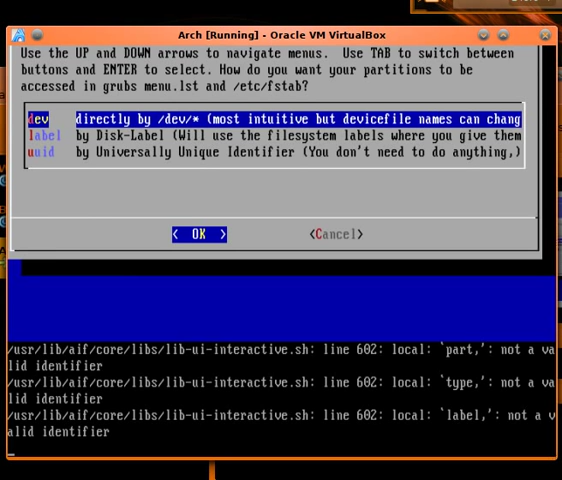 Arch [Running] - Oracle VM VirtualBox
Use the UP and DOWN arrows to navigate menus.  Use TAB to switch between
buttons and ENTER to select. How do you want your partitions to be
accessed in grubs menu.lst and /etc/fstab?
dev    directly by /dev/* (most intuitive but devicefile names can chang
label  by Disk-Label (Will use the filesystem labels where you give them
uuid   by Universally Unique Identifier (You don't need to do anything,)
<  OK  >    <Cancel>
/usr/lib/aif/core/libs/lib-ui-interactive.sh: line 602: local: `part,': not a va
lid identifier
/usr/lib/aif/core/libs/lib-ui-interactive.sh: line 602: local: `type,': not a va
lid identifier
/usr/lib/aif/core/libs/lib-ui-interactive.sh: line 602: local: `label,': not a v
alid identifier